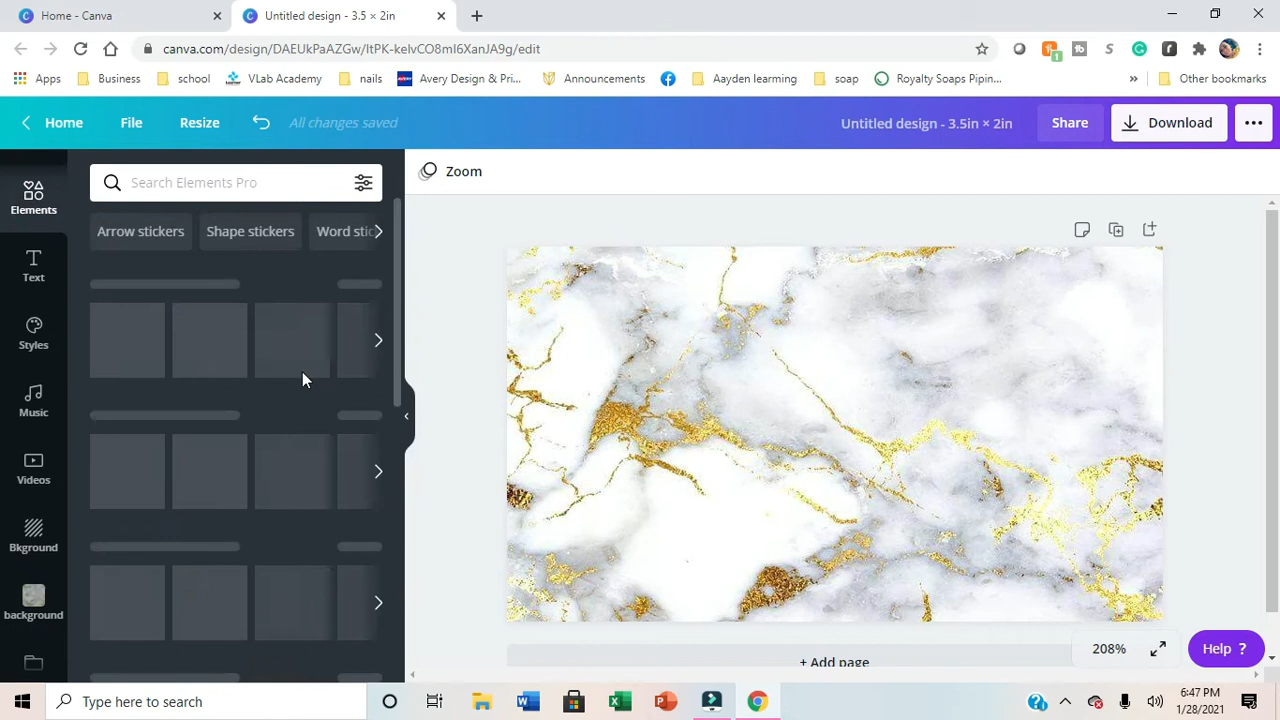 Home - Canva
Untitled design - 3.5 × 2in
canva.com/design/DAEUkPaAZGw/ItPK-kelvCO8mI6XanJA9g/edit
Apps
Business
school
VLab Academy
nails
Avery Design & Pri...
Announcements
Aayden learning
soap
Royalty Soaps Pipin...
Other bookmarks
Home
File
Resize
All changes saved
Untitled design - 3.5in × 2in
Share
Download
Elements
Text
Styles
Music
Videos
Bkground
background
Search Elements Pro
Arrow stickers
Shape stickers
Word stic
Zoom
+ Add page
208%
Help ?
Type here to search
6:47 PM
1/28/2021